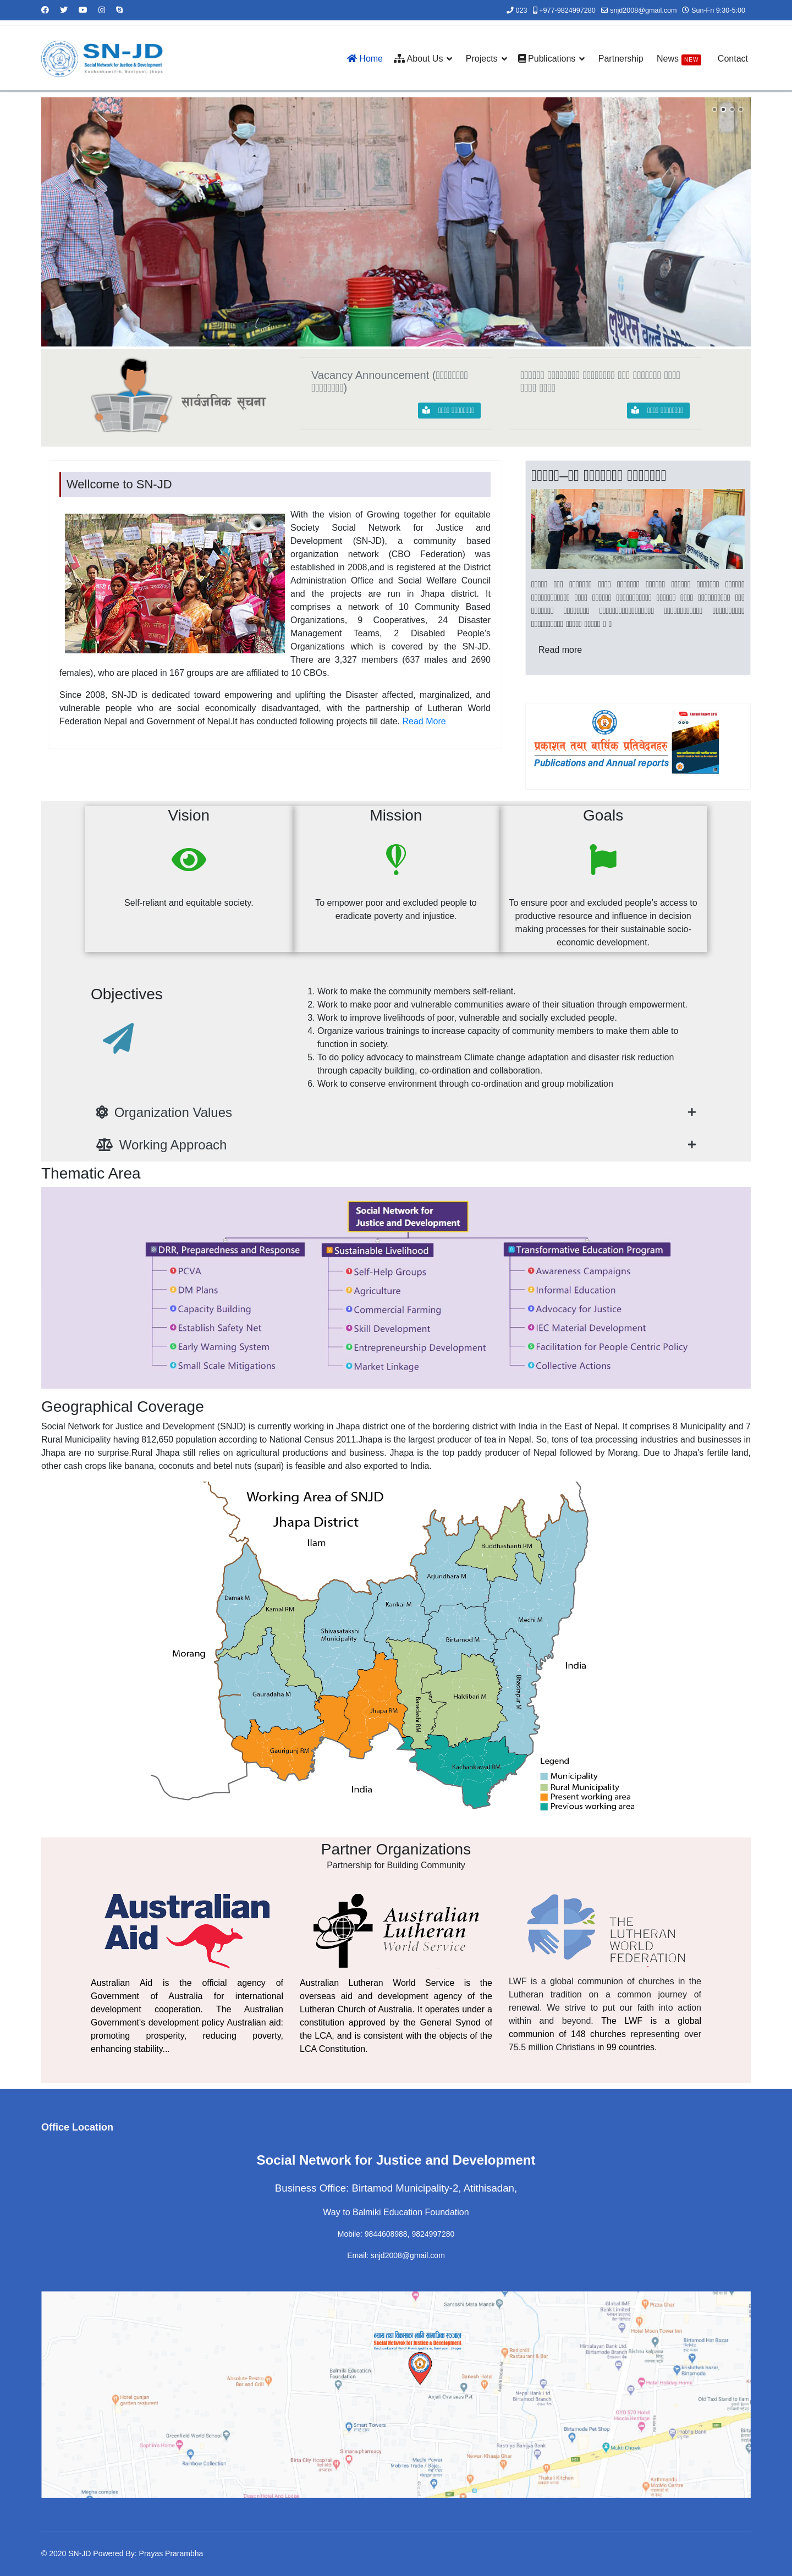 023 +977-9824997280 snjd2008@gmail.com Sun-Fri 9:30-5:00
SN-JD
Social Network for Justice & Development
Home About Us Projects Publications Partnership News NEW Contact
सार्वजनिक सूचना
Vacancy Announcement
Wellcome to SN-JD
With the vision of Growing together for equitable
Society Social Network for Justice and
Development (SN-JD), a community based
organization network (CBO Federation) was
established in 2008,and is registered at the District
Administration Office and Social Welfare Council
and the projects are run in Jhapa district. It
comprises a network of 10 Community Based
Organizations, 9 Cooperatives, 24 Disaster
Management Teams, 2 Disabled People's
Organizations which is covered by the SN-JD.
There are 3,327 members (637 males and 2690
females), who are placed in 167 groups are are affiliated to 10 CBOs.
Since 2008, SN-JD is dedicated toward empowering and uplifting the Disaster affected, marginalized, and
vulnerable people who are social economically disadvantaged, with the partnership of Lutheran World
Federation Nepal and Government of Nepal.It has conducted following projects till date. Read More
Read more
प्रकाशन तथा बार्षिक प्रतिवेदनहरु
Publications and Annual reports
Vision
Self-reliant and equitable society.
Mission
To empower poor and excluded people to
eradicate poverty and injustice.
Goals
To ensure poor and excluded people's access to
productive resource and influence in decision
making processes for their sustainable socio-
economic development.
Objectives
1. Work to make the community members self-reliant.
2. Work to make poor and vulnerable communities aware of their situation through empowerment.
3. Work to improve livelihoods of poor, vulnerable and socially excluded people.
4. Organize various trainings to increase capacity of community members to make them able to
function in society.
5. To do policy advocacy to mainstream Climate change adaptation and disaster risk reduction
through capacity building, co-ordination and collaboration.
6. Work to conserve environment through co-ordination and group mobilization
Organization Values
Working Approach
Thematic Area
Social Network for
Justice and Development
DRR, Preparedness and Response
PCVA
DM Plans
Capacity Building
Establish Safety Net
Early Warning System
Small Scale Mitigations
Sustainable Livelihood
Self-Help Groups
Agriculture
Commercial Farming
Skill Development
Entrepreneurship Development
Market Linkage
Transformative Education Program
Awareness Campaigns
Informal Education
Advocacy for Justice
IEC Material Development
Facilitation for People Centric Policy
Collective Actions
Geographical Coverage
Social Network for Justice and Development (SNJD) is currently working in Jhapa district one of the bordering district with India in the East of Nepal. It comprises 8 Municipality and 7
Rural Municipality having 812,650 population according to National Census 2011.Jhapa is the largest producer of tea in Nepal. So, tons of tea processing industries and businesses in
Jhapa are no surprise.Rural Jhapa still relies on agricultural productions and business. Jhapa is the top paddy producer of Nepal followed by Morang. Due to Jhapa's fertile land,
other cash crops like banana, coconuts and betel nuts (supari) is feasible and also exported to India.
Working Area of SNJD
Jhapa District
Ilam
Buddhashanti RM
Arjundhara M
Damak M
Kamal RM
Kankai M
Mechi M
Shivasatakshi
Municipality
Birtamod M
Morang
India
Gauradaha M
Bhadrapur M
Haldibari M
Jhapa RM
Baradashi RM
Gaurigunj RM
Kachankawal RM
India
Legend
Municipality
Rural Municipality
Present working area
Previous working area
Partner Organizations
Partnership for Building Community
Australian
Aid
Australian Aid is the official agency of
Government of Australia for international
development cooperation. The Australian
Government's development policy Australian aid:
promoting prosperity, reducing poverty,
enhancing stability...
Australian
Lutheran
World Service
Australian Lutheran World Service is the
overseas aid and development agency of the
Lutheran Church of Australia. It operates under a
constitution approved by the General Synod of
the LCA, and is consistent with the objects of the
LCA Constitution.
THE
LUTHERAN
WORLD
FEDERATION
LWF is a global communion of churches in the
Lutheran tradition on a common journey of
renewal. We strive to put our faith into action
within and beyond. The LWF is a global
communion of 148 churches representing over
75.5 million Christians in 99 countries.
Office Location
Social Network for Justice and Development
Business Office: Birtamod Municipality-2, Atithisadan,
Way to Balmiki Education Foundation
Mobile: 9844608988, 9824997280
Email: snjd2008@gmail.com
© 2020 SN-JD Powered By: Prayas Prarambha